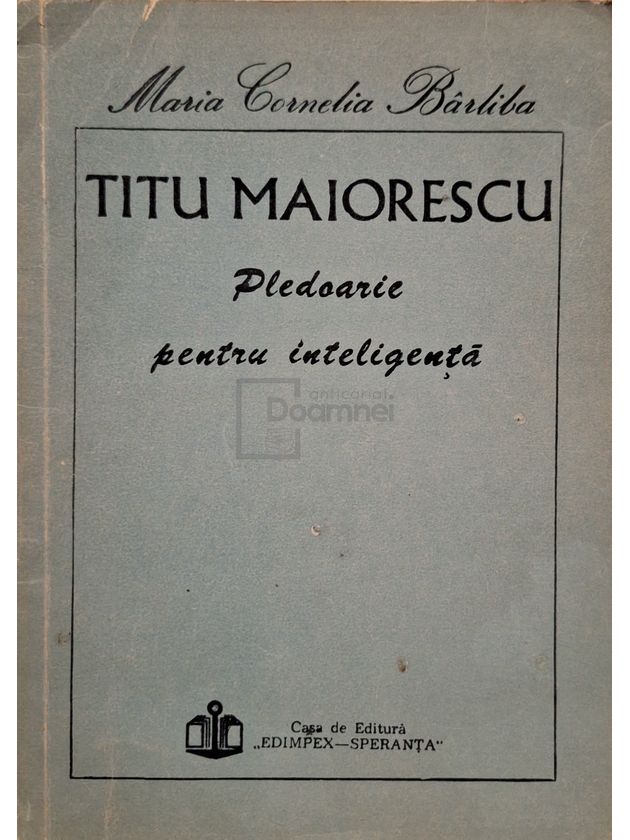 Maria Cornelia Bârliba
TITU MAIORESCU
Pledoarie
pentru inteligență
anticariat
Doamnei
Casa de Editură
„EDIMPEX—SPERANȚA"